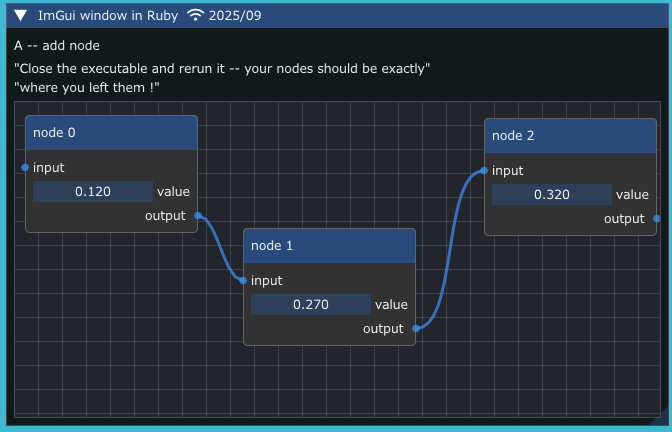 ImGui window in Ruby 2025/09
A -- add node
"Close the executable and rerun it -- your nodes should be exactly"
"where you left them !"
node 0
input
0.120 value
output
node 1
input
0.270 value
output
node 2
input
0.320 value
output